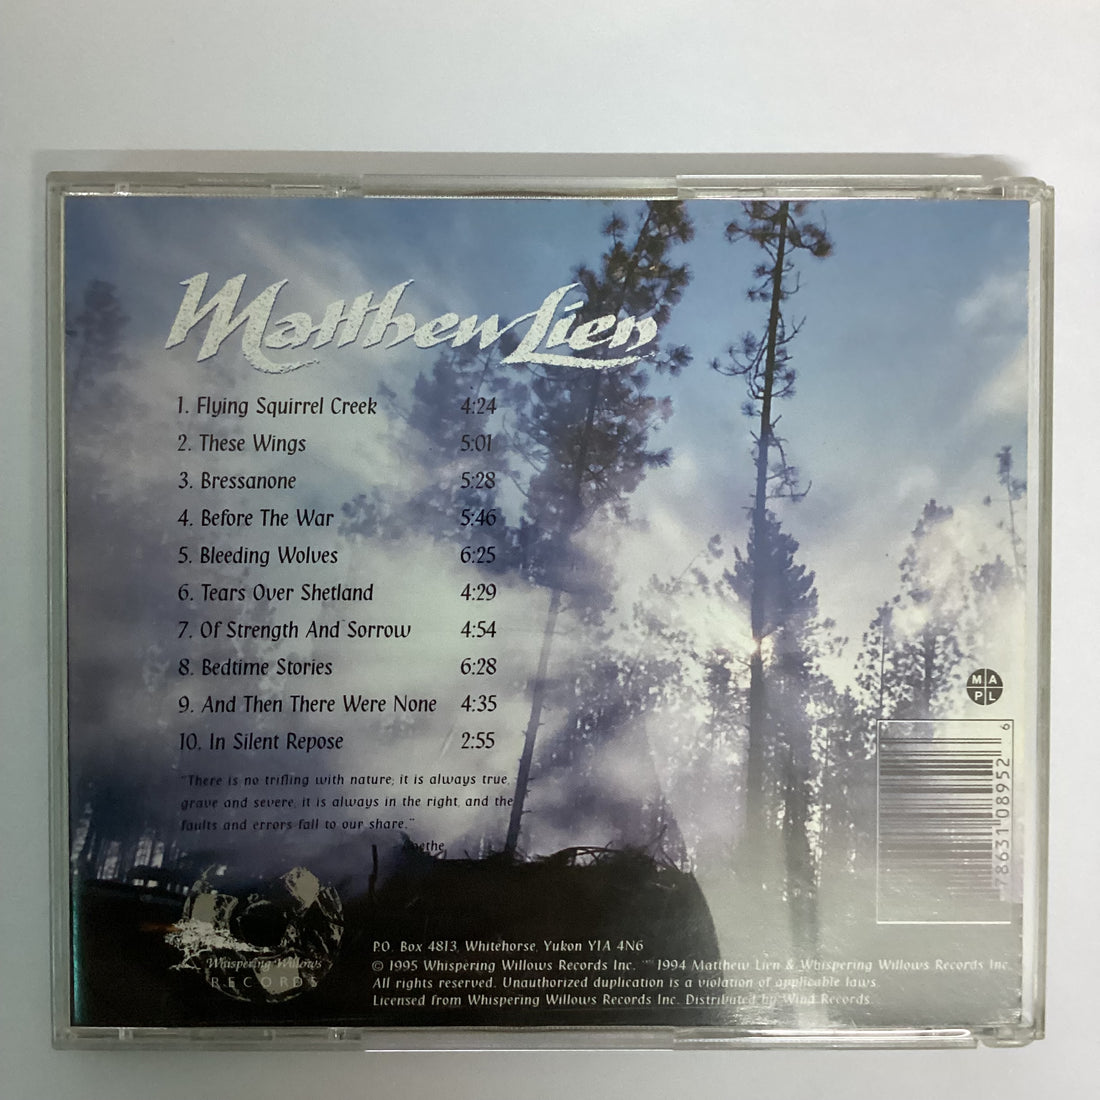 Matthew Lien
1. Flying Squirrel Creek 4:24
2. These Wings 5:01
3. Bressanone 5:28
4. Before The War 5:46
5. Bleeding Wolves 6:25
6. Tears Over Shetland 4:29
7. Of Strength And Sorrow 4:54
8. Bedtime Stories 6:28
9. And Then There Were None 4:35
10. In Silent Repose 2:55
"There is no trifling with nature; it is always true,
grave and severe, it is always in the right, and the
faults and errors fall to our share."
Goethe
MAPL
78631 08952 6
Whispering Willows
RECORDS
P.O. Box 4813, Whitehorse, Yukon Y1A 4N6
© 1995 Whispering Willows Records Inc. 1994 Matthew Lien & Whispering Willows Records Inc.
All rights reserved. Unauthorized duplication is a violation of applicable laws.
Licensed from Whispering Willows Records Inc. Distributed by Wind Records.